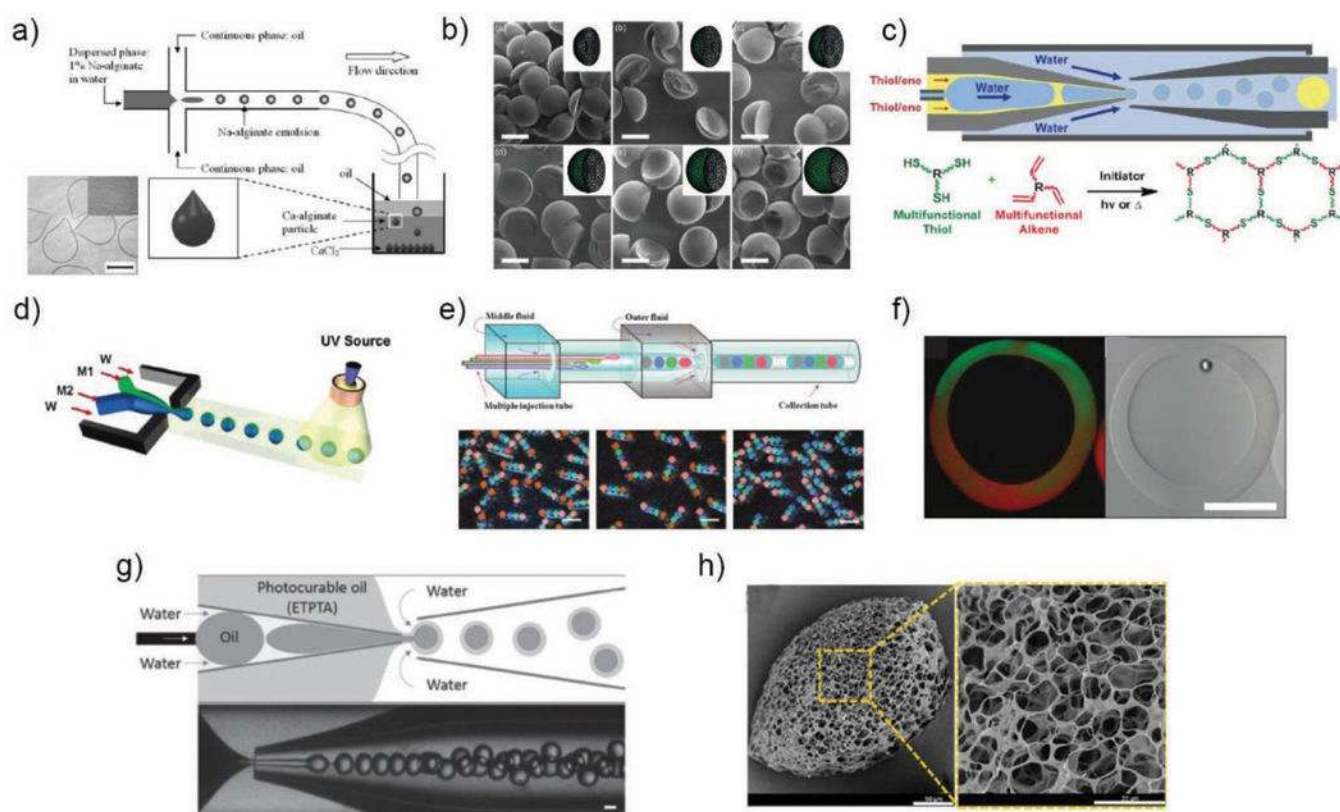 a)
Continuous phase: oil
Dispersed phase:
1% Na-alginate
in water
Flow direction
Na-alginate emulsion
Continuous phase: oil
oil
Ca-alginate
particle
CaCl2
b)
(a)
(b)
(c)
(d)
c)
Water
Thiol/ene
Water
Thiol/ene
Water
HS
SH
R
SH
Multifunctional
Thiol
+
R
Multifunctional
Alkene
Initiator
hν or Δ
R
S
S
R
S
S
R
d)
UV Source
W
M1
M2
W
e)
Middle fluid
Outer fluid
Multiple injection tube
Collection tube
f)
g)
Photocurable oil
(ETPTA)
Water
Water
Oil
Water
Water
h)